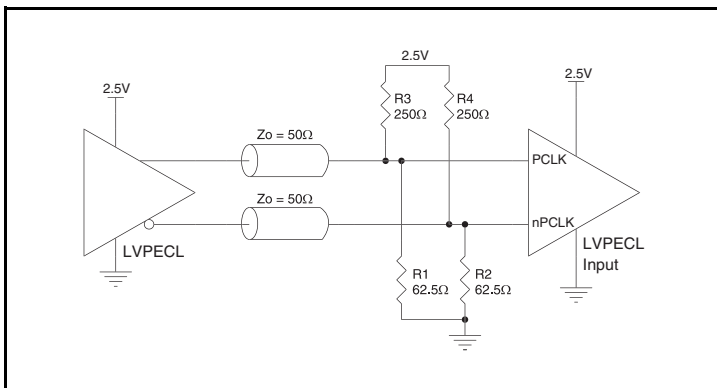 2.5V
2.5V
2.5V
R3
250Ω
R4
250Ω
Zo = 50Ω
PCLK
Zo = 50Ω
nPCLK
LVPECL
LVPECL
Input
R1
62.5Ω
R2
62.5Ω